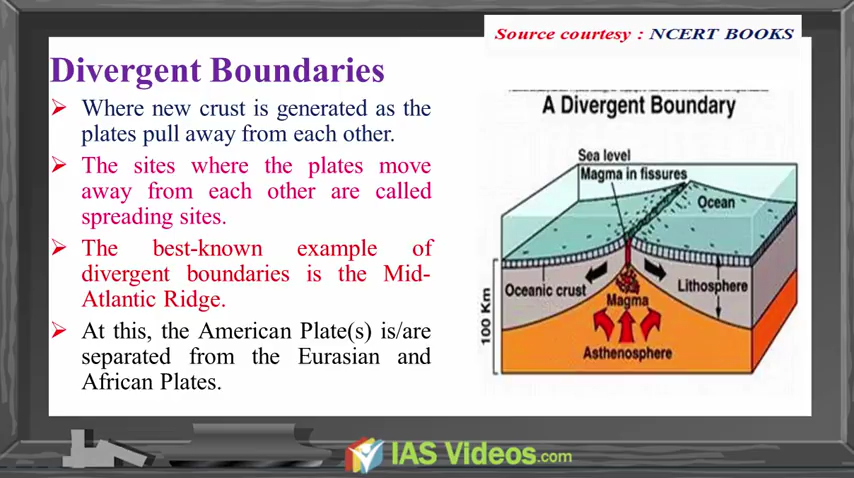 Source courtesy : NCERT BOOKS
Divergent Boundaries
Where new crust is generated as the
plates pull away from each other.
The sites where the plates move
away from each other are called
spreading sites.
The best-known example of
divergent boundaries is the Mid-
Atlantic Ridge.
At this, the American Plate(s) is/are
separated from the Eurasian and
African Plates.
A Divergent Boundary
Sea level
Magma in fissures
Ocean
Oceanic crust
Lithosphere
Magma
100 Km
Asthenosphere
IAS Videos.com